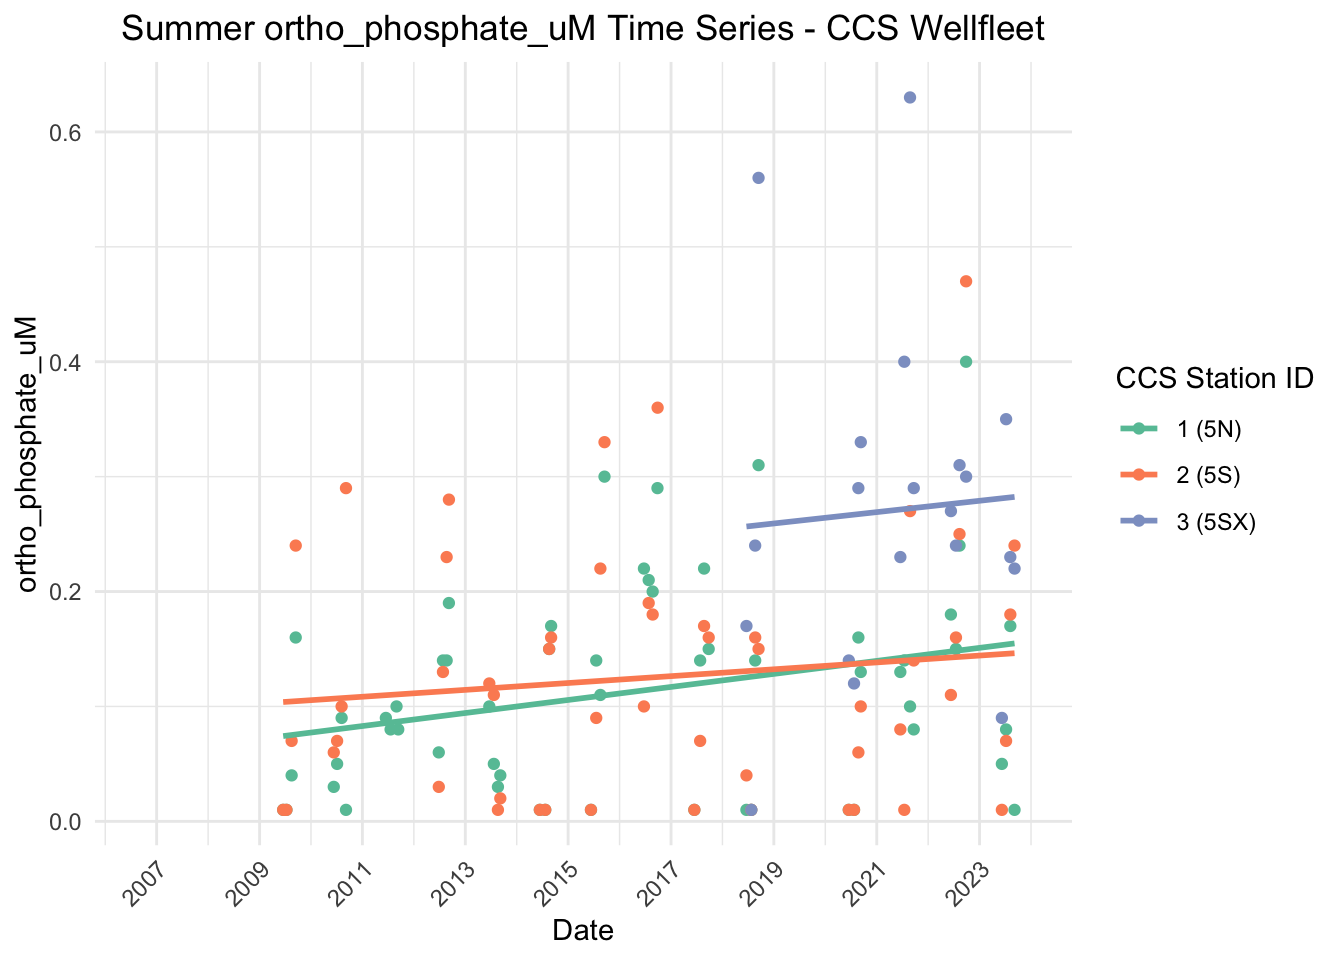 Summer ortho_phosphate_uM Time Series - CCS Wellfleet
ortho_phosphate_uM
0.6
0.4
0.2
0.0
2007
2009
2011
2013
2015
2017
2019
2021
2023
Date
CCS Station ID
1 (5N)
2 (5S)
3 (5SX)